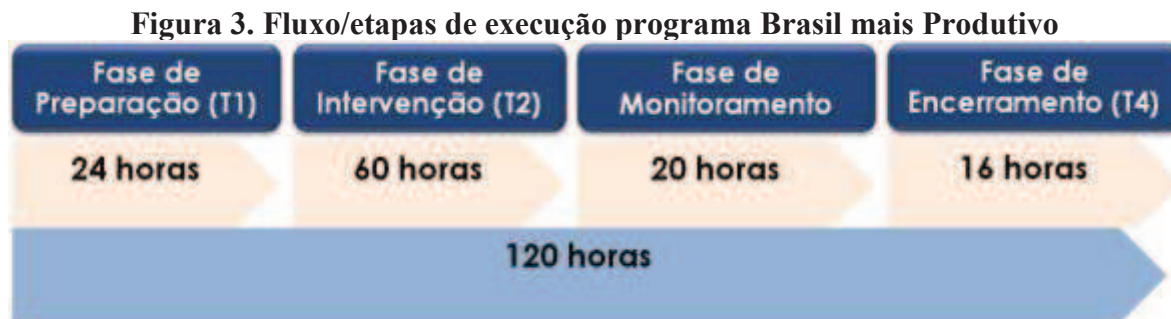 Figura 3. Fluxo/etapas de execução programa Brasil mais Produtivo
Fase de
Preparação (T1)
Fase de
Intervenção (T2)
Fase de
Monitoramento
Fase de
Encerramento (T4)
24 horas
60 horas
20 horas
16 horas
120 horas